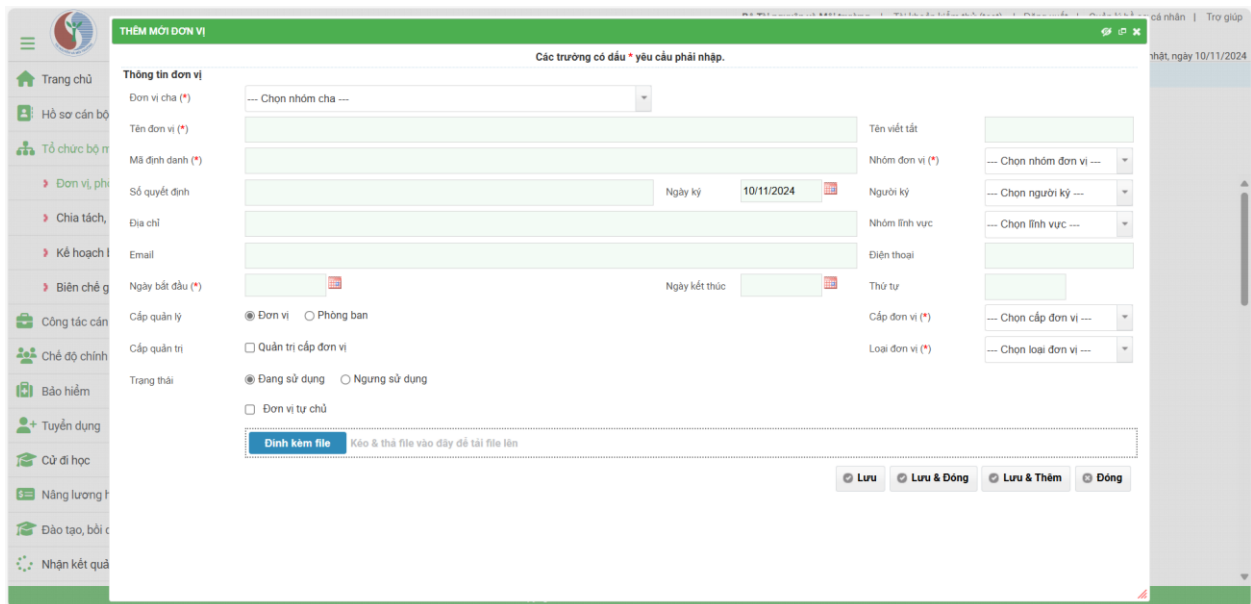 cá nhân | Trợ giúp
THÊM MỚI ĐƠN VỊ
nhật, ngày 10/11/2024
Các trường có dấu * yêu cầu phải nhập.
Trang chủ
Hồ sơ cán bộ
Tổ chức bộ m
Đơn vị, phò
Chia tách,
Kế hoạch b
Biên chế g
Công tác cán
Chế độ chính
Bảo hiểm
Tuyển dụng
Cử đi học
Nâng lương h
Đào tạo, bồi d
Nhận kết quả
Thông tin đơn vị
Đơn vị cha (*) --- Chọn nhóm cha ---
Tên đơn vị (*) Tên viết tắt
Mã định danh (*) Nhóm đơn vị (*) --- Chọn nhóm đơn vị ---
Số quyết định Ngày ký 10/11/2024 Người ký --- Chọn người ký ---
Địa chỉ Nhóm lĩnh vực --- Chọn lĩnh vực ---
Email Điện thoại
Ngày bắt đầu (*) Ngày kết thúc Thứ tự
Cấp quản lý Đơn vị Phòng ban Cấp đơn vị (*) --- Chọn cấp đơn vị ---
Cấp quản trị Quản trị cấp đơn vị Loại đơn vị (*) --- Chọn loại đơn vị ---
Trạng thái Đang sử dụng Ngưng sử dụng
Đơn vị tự chủ
Đính kèm file Kéo & thả file vào đây để tải file lên
Lưu Lưu & Đóng Lưu & Thêm Đóng